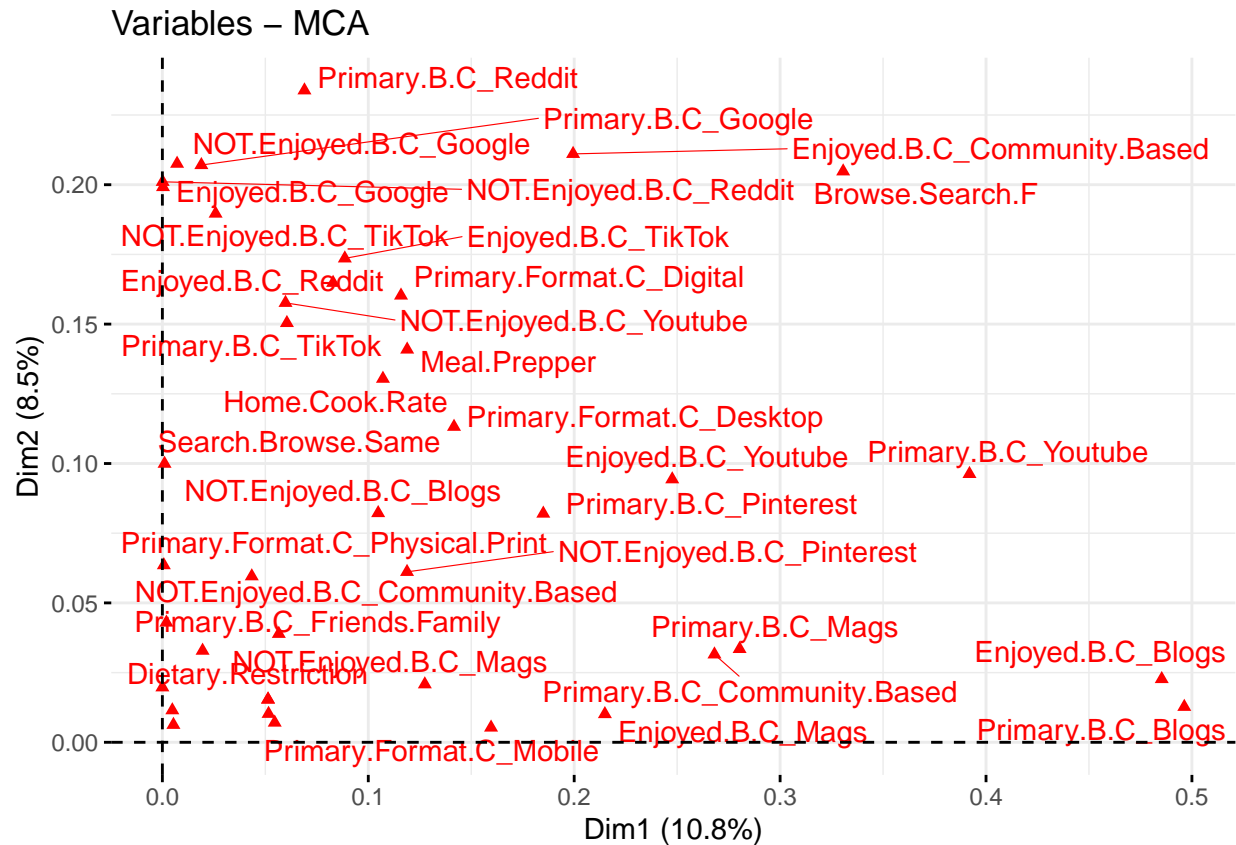 Variables – MCA
Primary.B.C_Reddit
Primary.B.C_Google
NOT.Enjoyed.B.C_Google
Enjoyed.B.C_Community.Based
Enjoyed.B.C_Google
NOT.Enjoyed.B.C_Reddit
Browse.Search.F
NOT.Enjoyed.B.C_TikTok
Enjoyed.B.C_TikTok
Enjoyed.B.C_Reddit
Primary.Format.C_Digital
NOT.Enjoyed.B.C_Youtube
Primary.B.C_TikTok
Meal.Prepper
Home.Cook.Rate
Primary.Format.C_Desktop
Search.Browse.Same
Enjoyed.B.C_Youtube
Primary.B.C_Youtube
NOT.Enjoyed.B.C_Blogs
Primary.B.C_Pinterest
Primary.Format.C_Physical.Print
NOT.Enjoyed.B.C_Pinterest
NOT.Enjoyed.B.C_Community.Based
Primary.B.C_Friends.Family
Primary.B.C_Mags
NOT.Enjoyed.B.C_Mags
Enjoyed.B.C_Blogs
Dietary.Restriction
Primary.B.C_Community.Based
Enjoyed.B.C_Mags
Primary.B.C_Blogs
Primary.Format.C_Mobile
0.20
0.15
0.10
0.05
0.00
Dim2 (8.5%)
0.0 0.1 0.2 0.3 0.4 0.5
Dim1 (10.8%)